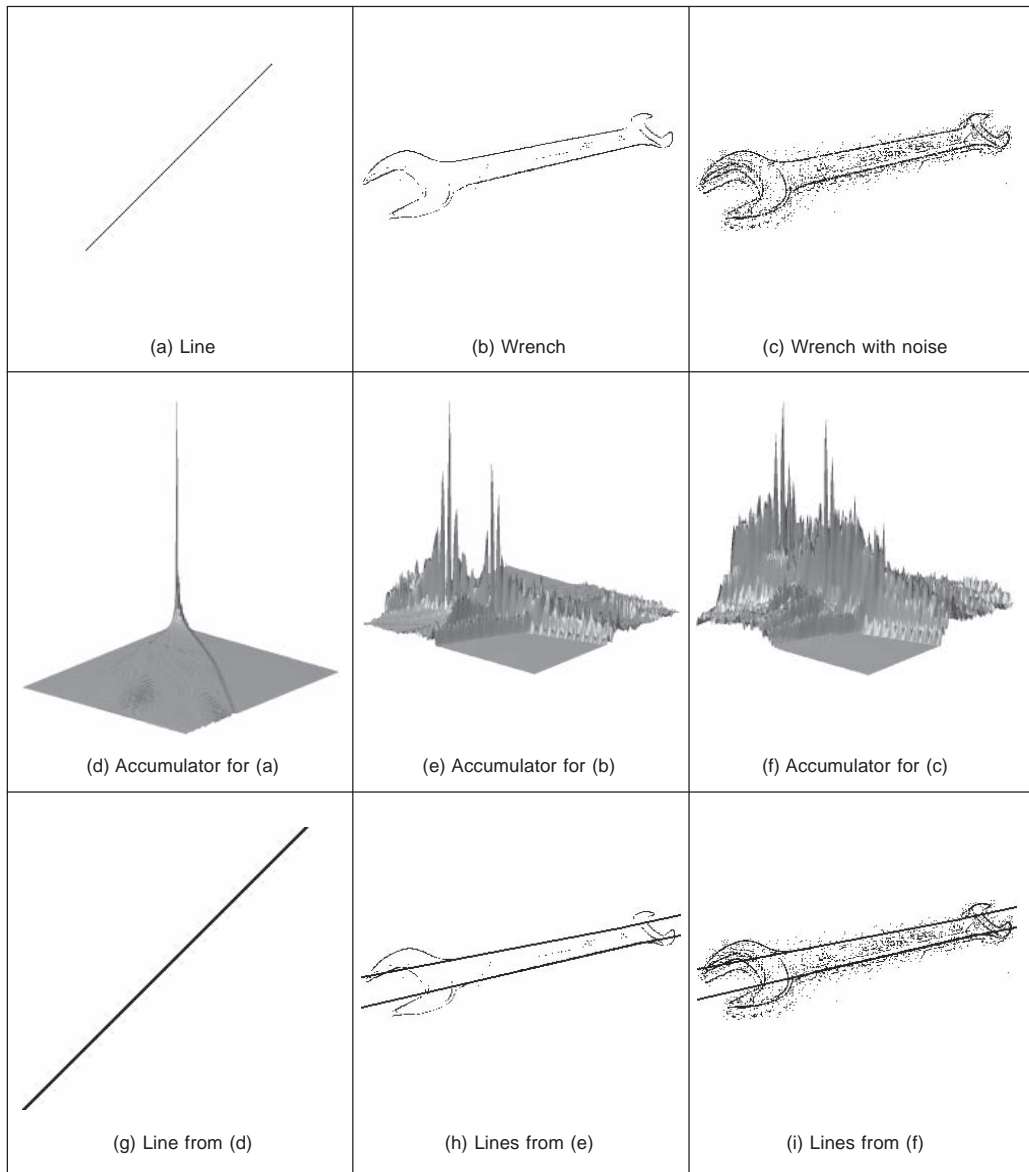 (a) Line
(b) Wrench
(c) Wrench with noise
(d) Accumulator for (a)
(e) Accumulator for (b)
(f) Accumulator for (c)
(g) Line from (d)
(h) Lines from (e)
(i) Lines from (f)